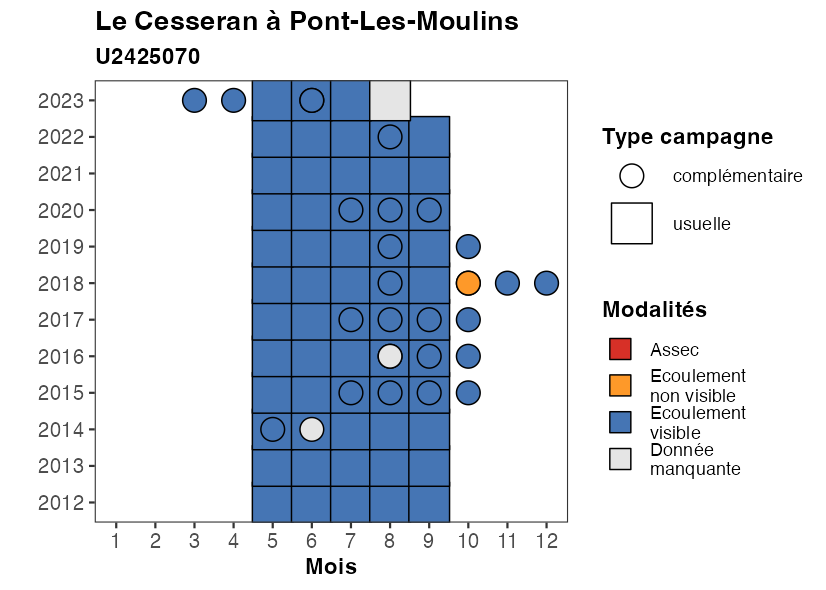 Le Cesseran à Pont-Les-Moulins
U2425070
2023
2022
2021
2020
2019
2018
2017
2016
2015
2014
2013
2012
1 2 3 4 5 6 7 8 9 10 11 12
Mois
Type campagne
complémentaire
usuelle
Modalités
Assec
Ecoulement
non visible
Ecoulement
visible
Donnée
manquante